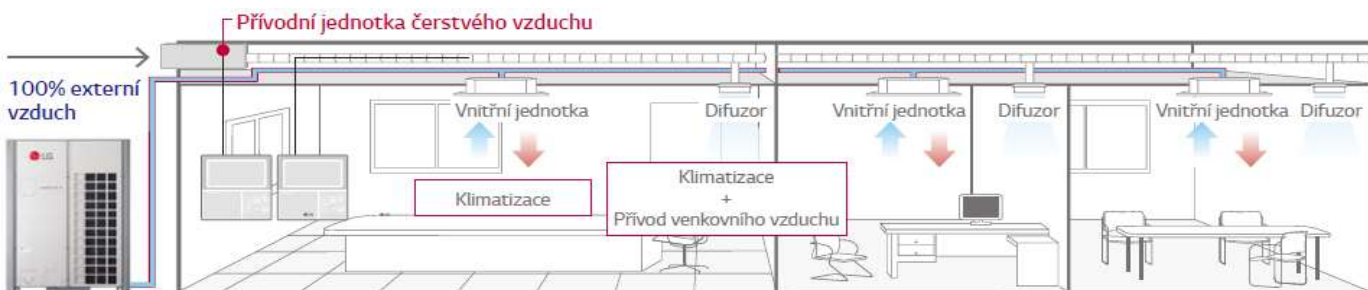 Přívodní jednotka čerstvého vzduchu
100% externí
vzduch
LG
Vnitřní jednotka
Difuzor
Vnitřní jednotka
Difuzor
Vnitřní jednotka
Difuzor
Klimatizace
Klimatizace
+
Přívod venkovního vzduchu